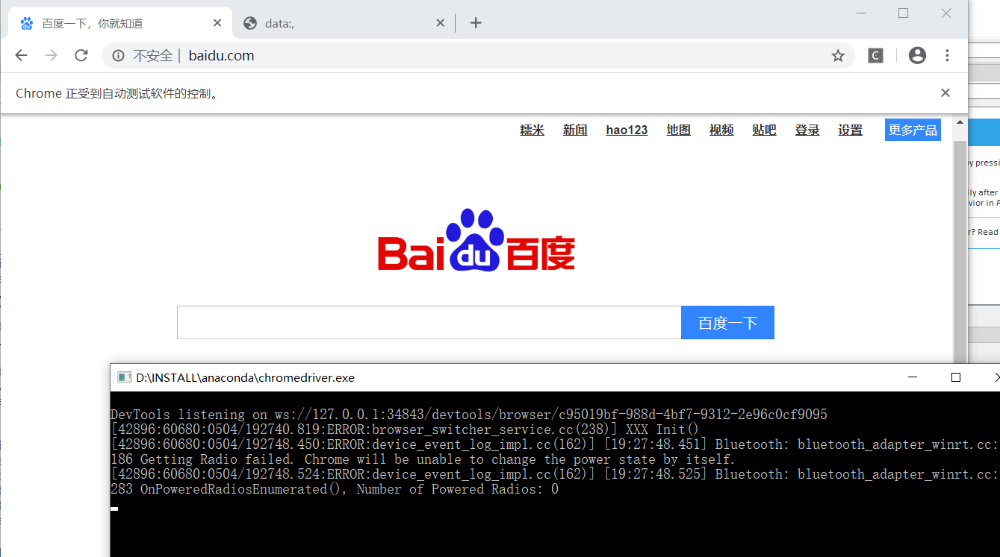 百度一下，你就知道
data:,
不安全
baidu.com
C
Chrome 正受到自动测试软件的控制。
糯米 新闻 hao123 地图 视频 贴吧 登录 设置 更多产品
by pressi
lly after
vior in P
r? Read
Bai du 百度
百度一下
D:\INSTALL\anaconda\chromedriver.exe
DevTools listening on ws://127.0.0.1:34843/devtools/browser/c95019bf-988d-4bf7-9312-2e96c0cf9095
[42896:60680:0504/192740.819:ERROR:browser_switcher_service.cc(238)] XXX Init()
[42896:60680:0504/192748.450:ERROR:device_event_log_impl.cc(162)] [19:27:48.451] Bluetooth: bluetooth_adapter_winrt.cc:
186 Getting Radio failed. Chrome will be unable to change the power state by itself.
[42896:60680:0504/192748.524:ERROR:device_event_log_impl.cc(162)] [19:27:48.525] Bluetooth: bluetooth_adapter_winrt.cc:
283 OnPoweredRadiosEnumerated(), Number of Powered Radios: 0